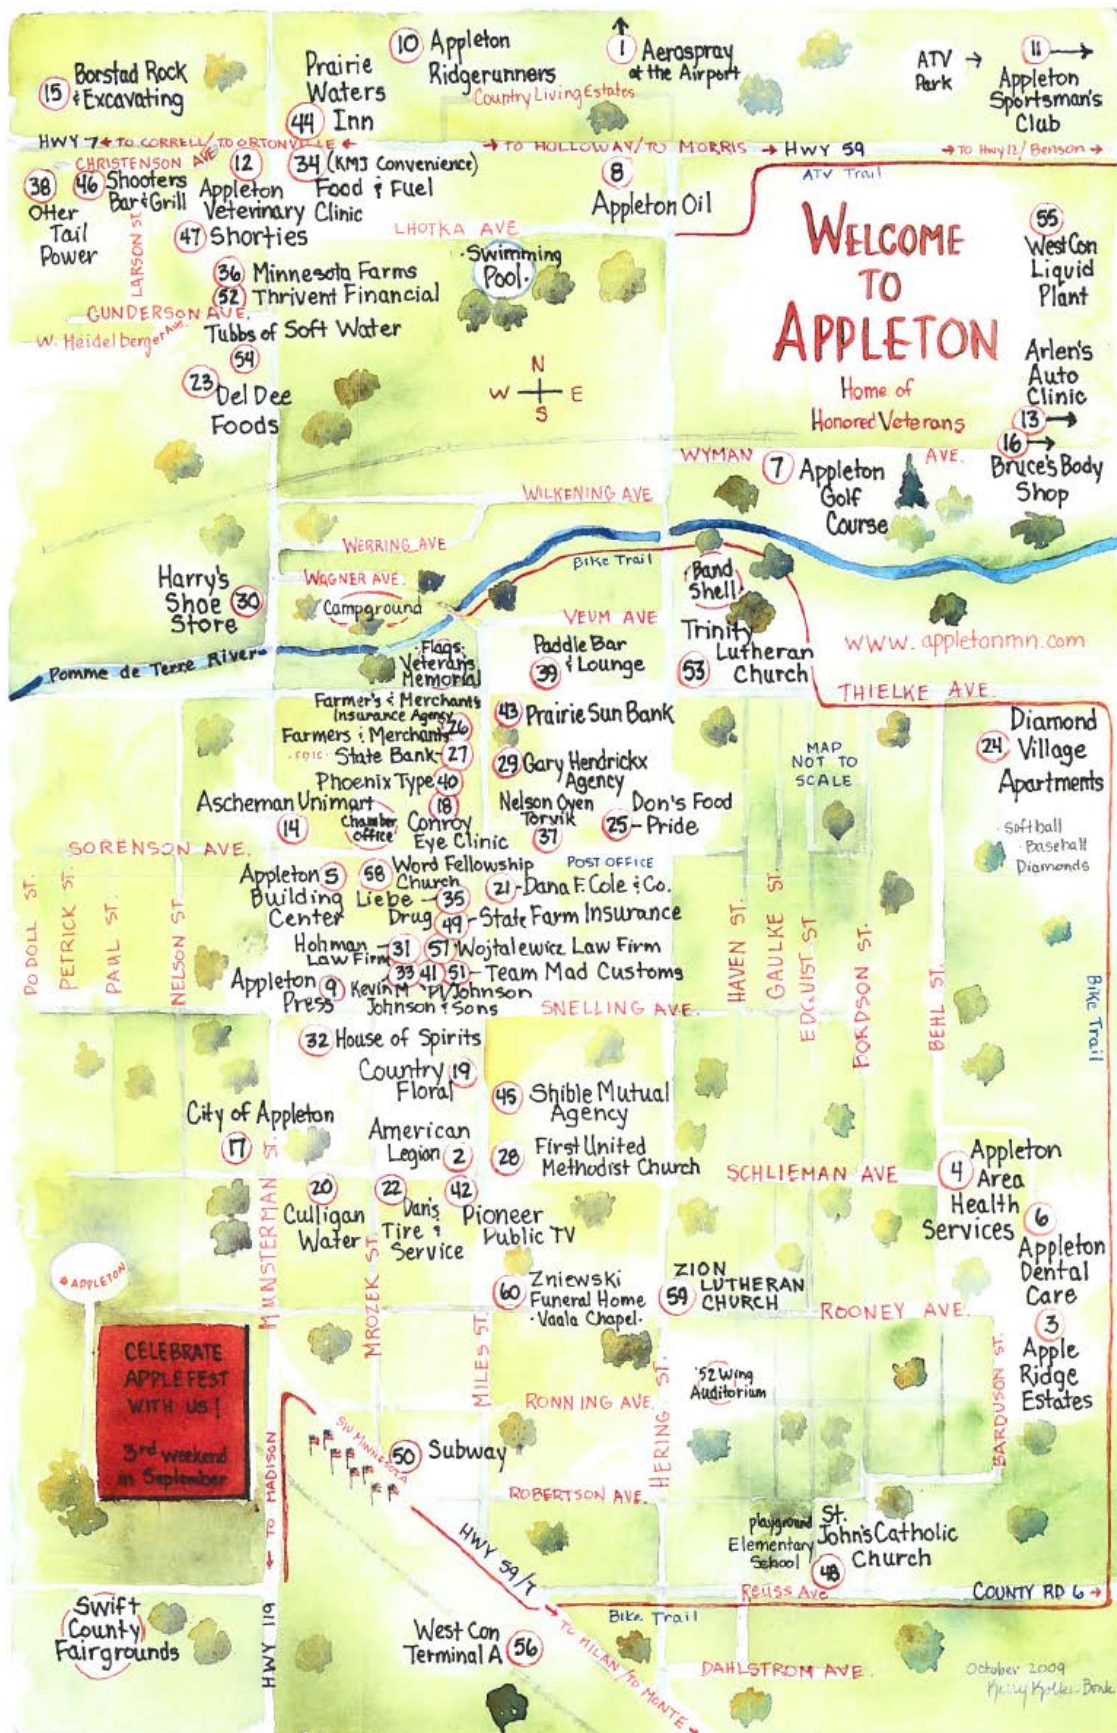 10 Appleton
Ridgerunners
Country Living Estates
1 Aerospray
at the Airport
ATV
Park
11
Appleton
Sportsman's
Club
15 Borstad Rock
& Excavating
Prairie
Waters
44 Inn
HWY 7 TO CORRELL/TO ORTONVILLE
TO HOLLOWAY/TO MORRIS
HWY 59
TO Hwy 12/Benson
ATV Trail
CHRISTENSON AVE
38
Otter
Tail
Power
46 Shooters
Bar & Grill
12
Appleton
Veterinary Clinic
34 (KMJ Convenience)
Food & Fuel
8
Appleton Oil
LARSON ST.
47 Shorties
LHOTKA AVE
Swimming
Pool
WELCOME
TO
APPLETON
Home of
Honored Veterans
55
West Con
Liquid
Plant
36 Minnesota Farms
52 Thrivent Financial
GUNDERSON AVE.
W. Heidelberger Ave.
Tubbs of Soft Water
54
23 Del Dee
Foods
N
W E
S
Arlen's
Auto
Clinic
13
16
Bruce's Body
Shop
WYMAN AVE.
7 Appleton
Golf
Course
WILKENING AVE
WERRING AVE
WAGNER AVE.
Campground
Bike Trail
Band
Shell
Harry's
Shoe 30
Store
VEUM AVE
www.appletonmn.com
Pomme de Terre River
Flags
Veteran's
Memorial
Paddle Bar
39 & Lounge
Trinity
Lutheran
53 Church
THIELKE AVE.
Farmer's & Merchants
Insurance Agency 26
Farmers & Merchants
FDIC State Bank 27
43 Prairie Sun Bank
Phoenix Type 40
29 Gary Hendrickx
Agency
MAP
NOT TO
SCALE
Diamond
24 Village
Apartments
Ascheman Unimart
14
Chamber
office
18
Conroy
Eye Clinic
Nelson Oyen
Torvik
37
Don's Food
25 - Pride
Softball
Baseball
Diamonds
SORENSON AVE.
POST OFFICE
Appleton 5
Building
Center
58 Word Fellowship
Church
Liebe 35
Drug
21 - Dana F. Cole & Co.
49 - State Farm Insurance
Hohman 31
Law Firm
57 Wojtalewicz Law Firm
33 41 51 - Team Mad Customs
Appleton 9
Press
Kevin M PV/Johnson
Johnson & Sons
SNELLING AVE.
PODOLL ST.
PETRICK ST.
PAUL ST.
NELSON ST.
HAVEN ST.
GAULKE ST.
EDQUIST ST
FORDSON ST.
BEHL ST.
Bike Trail
32 House of Spirits
Country 19
Floral
45 Shible Mutual
Agency
City of Appleton
17
American
Legion 2
28 First United
Methodist Church
SCHLIEMAN AVE
4 Appleton
Area
Health
Services
20
Culligan
Water
22
Dan's
Tire &
Service
42
Pioneer
Public TV
6
Appleton
Dental
Care
MUNSTERMAN ST.
MROZEK ST.
MILES ST.
HERING ST.
BARDUSON ST.
60 Zniewski
Funeral Home
Vaala Chapel
59 ZION
LUTHERAN
CHURCH
ROONEY AVE.
APPLETON
CELEBRATE
APPLEFEST
WITH US!
3rd weekend
in September
3
Apple
Ridge
Estates
'52 Wing
Auditorium
RONNING AVE.
TO MADISON
SW MINNESOTA
50 Subway
ROBERTSON AVE.
HWY 59/7
playground
Elementary
School
St.
John's Catholic
Church
48
Reuss Ave
COUNTY RD 6
Swift
County
Fairgrounds
HWY 119
West Con
Terminal A 56
Bike Trail
TO MILAN/TO MONTE
DAHLSTROM AVE.
October 2009